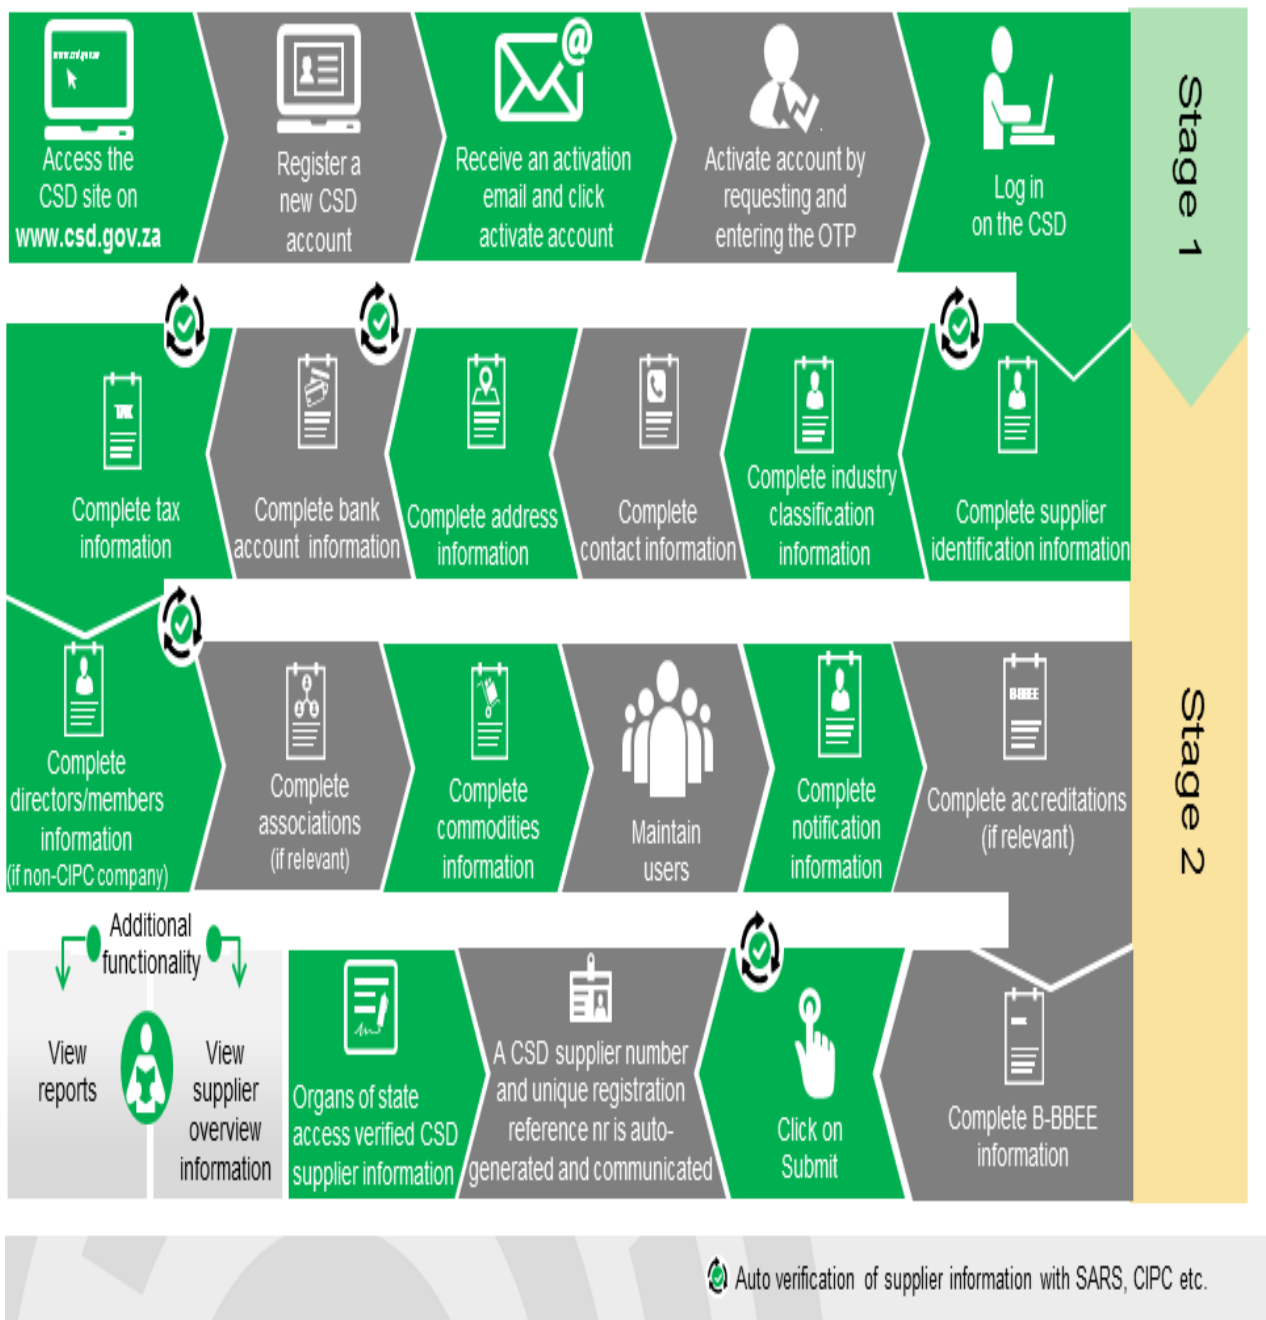 www.csd.gov.za
Access the
CSD site on
www.csd.gov.za
Register a
new CSD
account
@
Receive an activation
email and click
activate account
Activate account by
requesting and
entering the OTP
Log in
on the CSD
Stage 1
Complete supplier
identification information
Complete industry
classification
information
Complete
contact information
Complete address
information
Complete bank
account information
TAX
Complete tax
information
Complete
directors/members
information
(if non-CIPC company)
Complete
associations
(if relevant)
Complete
commodities
information
Maintain
users
Complete
notification
information
B-BBEE
Complete accreditations
(if relevant)
Stage 2
Complete B-BBEE
information
Click on
Submit
A CSD supplier number
and unique registration
reference nr is auto-
generated and communicated
Organs of state
access verified CSD
supplier information
Additional
functionality
View
reports
View
supplier
overview
information
Auto verification of supplier information with SARS, CIPC etc.